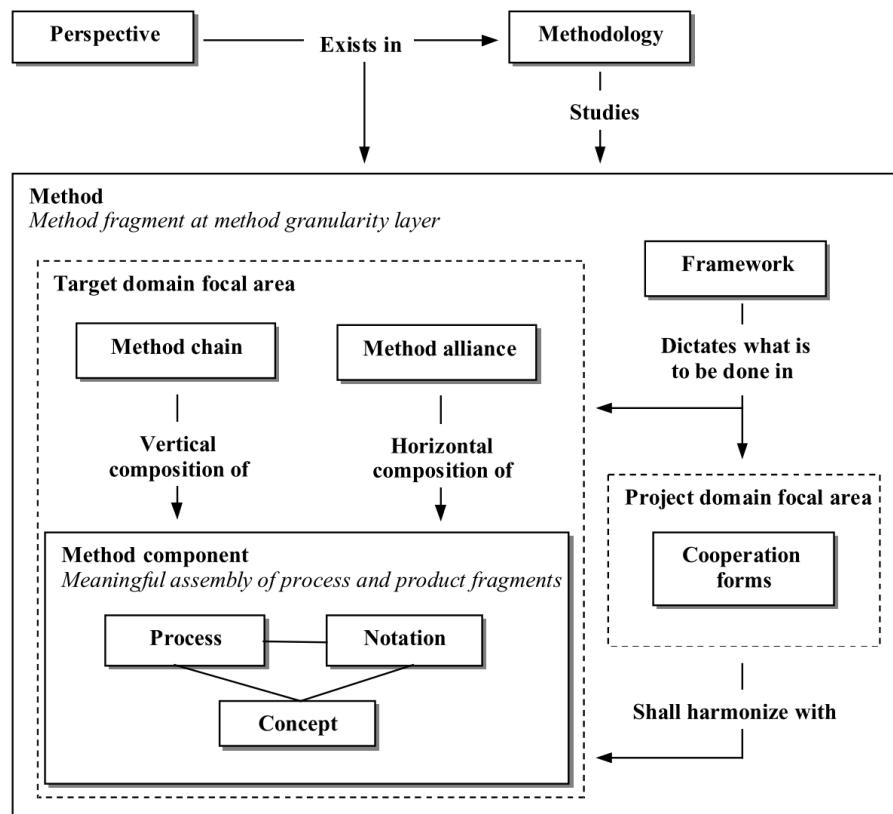 Perspective
Exists in
Methodology
Studies
Method
Method fragment at method granularity layer
Target domain focal area
Framework
Method chain
Method alliance
Dictates what is
to be done in
Vertical
composition of
Horizontal
composition of
Project domain focal area
Cooperation
forms
Method component
Meaningful assembly of process and product fragments
Process
Notation
Concept
Shall harmonize with